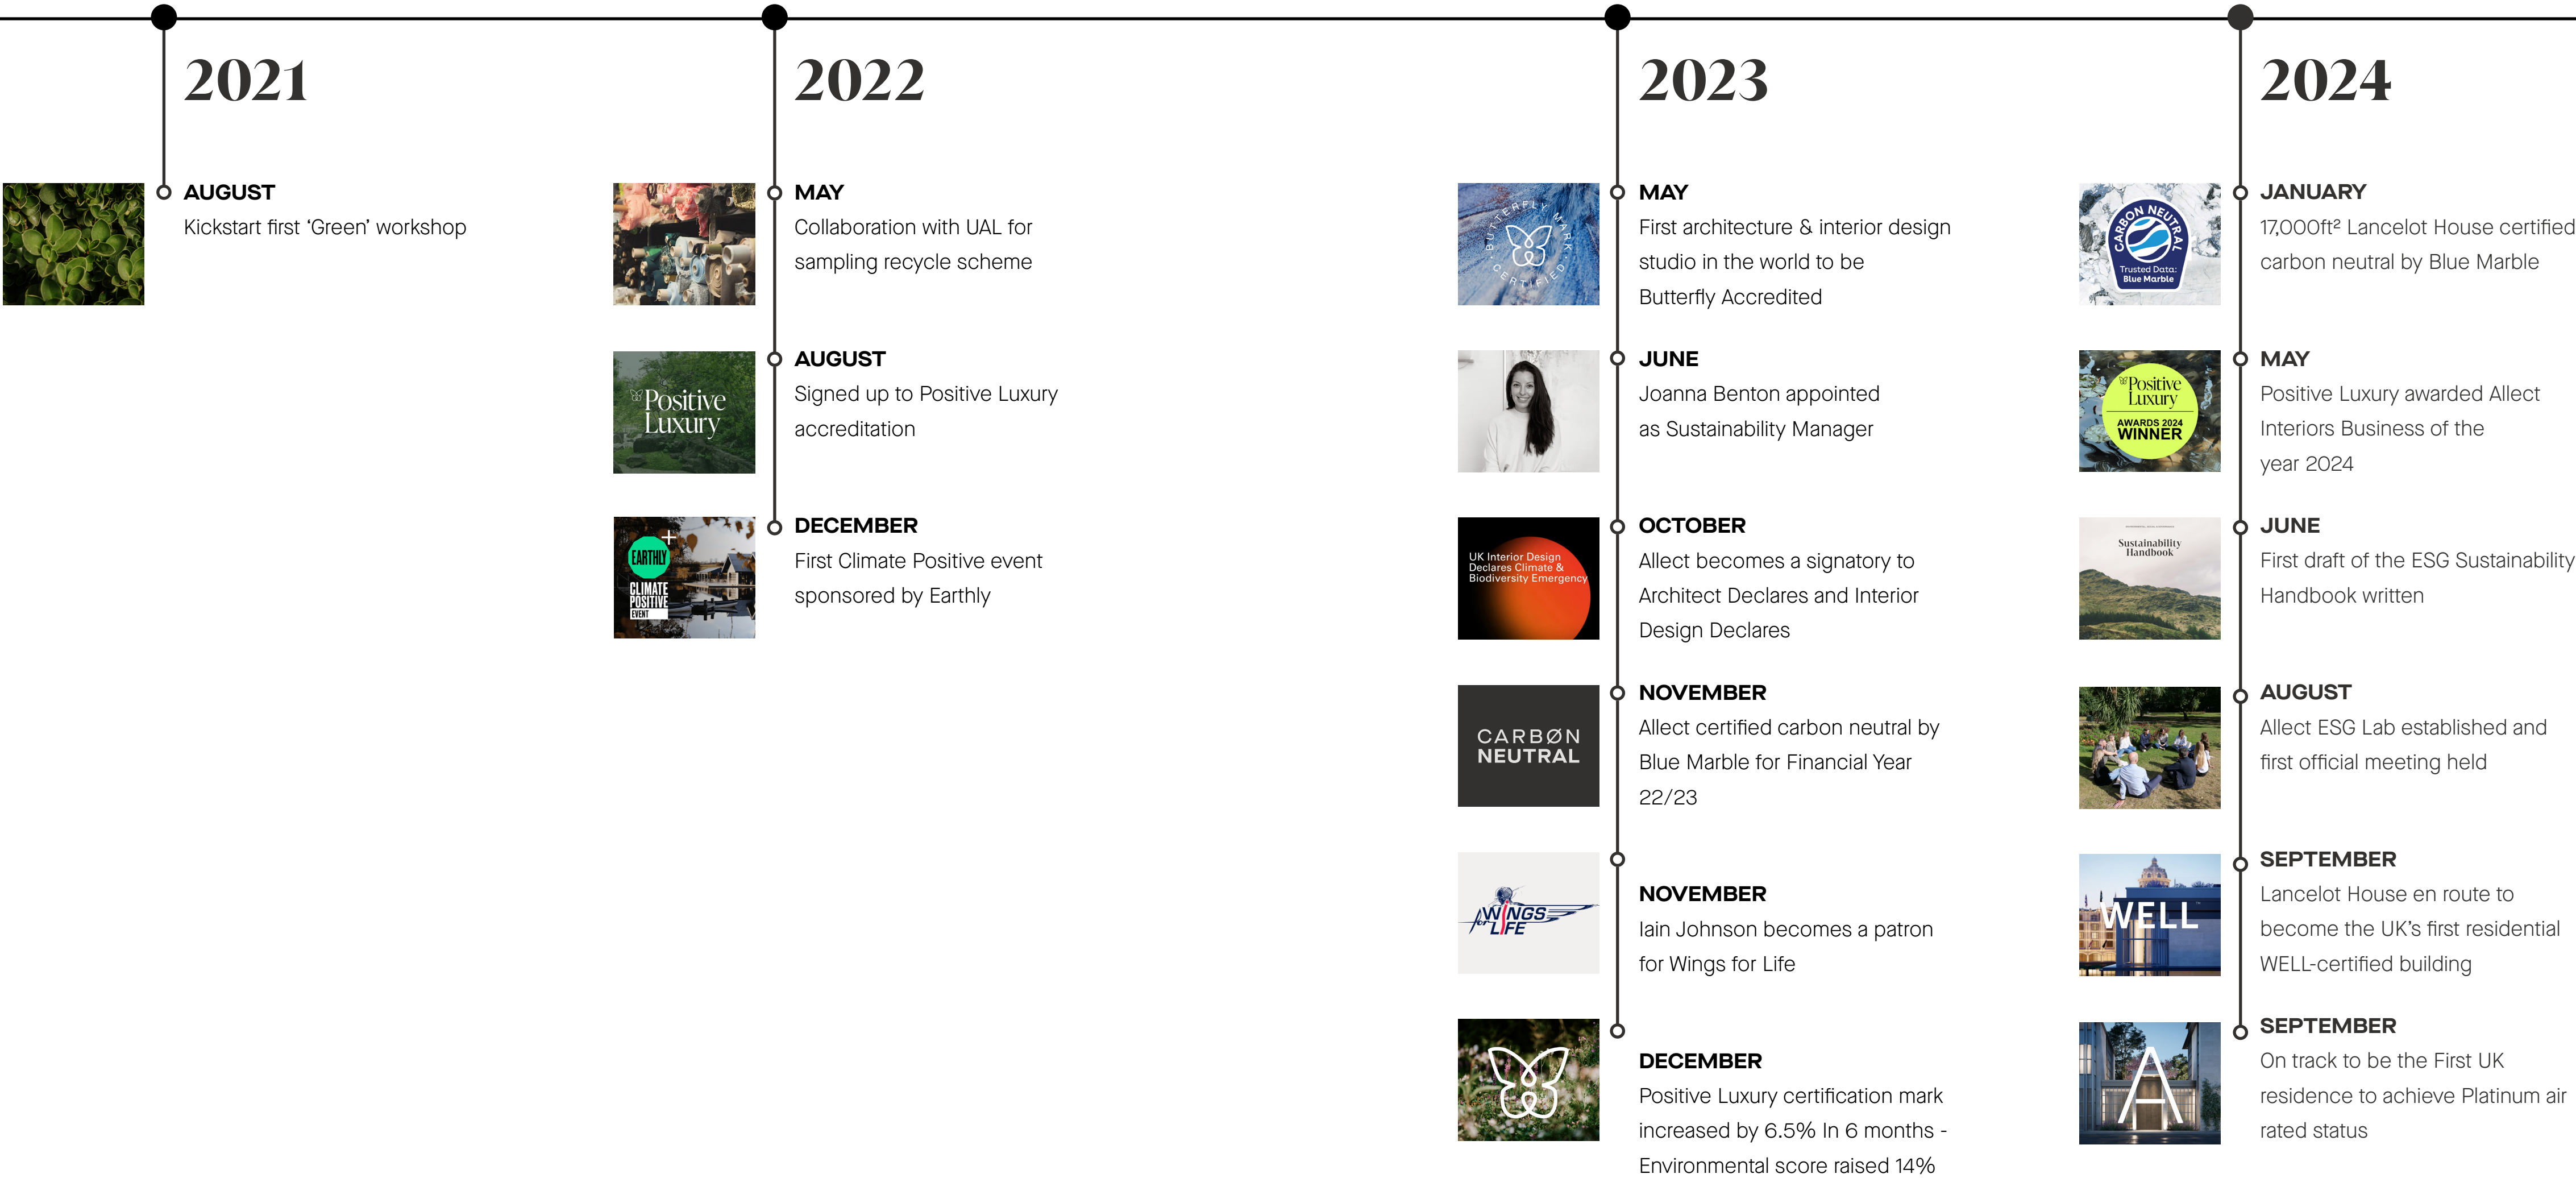 2021
AUGUST
Kickstart first ‘Green’ workshop
2022
MAY
Collaboration with UAL for
sampling recycle scheme
Positive
Luxury
AUGUST
Signed up to Positive Luxury
accreditation
EARTHLY
CLIMATE
POSITIVE
EVENT
DECEMBER
First Climate Positive event
sponsored by Earthly
2023
BUTTERFLY MARK
CERTIFIED
MAY
First architecture & interior design
studio in the world to be
Butterfly Accredited
JUNE
Joanna Benton appointed
as Sustainability Manager
UK Interior Design
Declares Climate &
Biodiversity Emergency
OCTOBER
Allect becomes a signatory to
Architect Declares and Interior
Design Declares
CARBØN
NEUTRAL
NOVEMBER
Allect certified carbon neutral by
Blue Marble for Financial Year
22/23
WINGS
for LIFE
NOVEMBER
Iain Johnson becomes a patron
for Wings for Life
DECEMBER
Positive Luxury certification mark
increased by 6.5% In 6 months -
Environmental score raised 14%
2024
CARBON NEUTRAL
Trusted Data:
Blue Marble
JANUARY
17,000ft² Lancelot House certified
carbon neutral by Blue Marble
Positive
Luxury
AWARDS 2024
WINNER
MAY
Positive Luxury awarded Allect
Interiors Business of the
year 2024
Sustainability
Handbook
JUNE
First draft of the ESG Sustainability
Handbook written
AUGUST
Allect ESG Lab established and
first official meeting held
WELL
SEPTEMBER
Lancelot House en route to
become the UK’s first residential
WELL-certified building
A
SEPTEMBER
On track to be the First UK
residence to achieve Platinum air
rated status